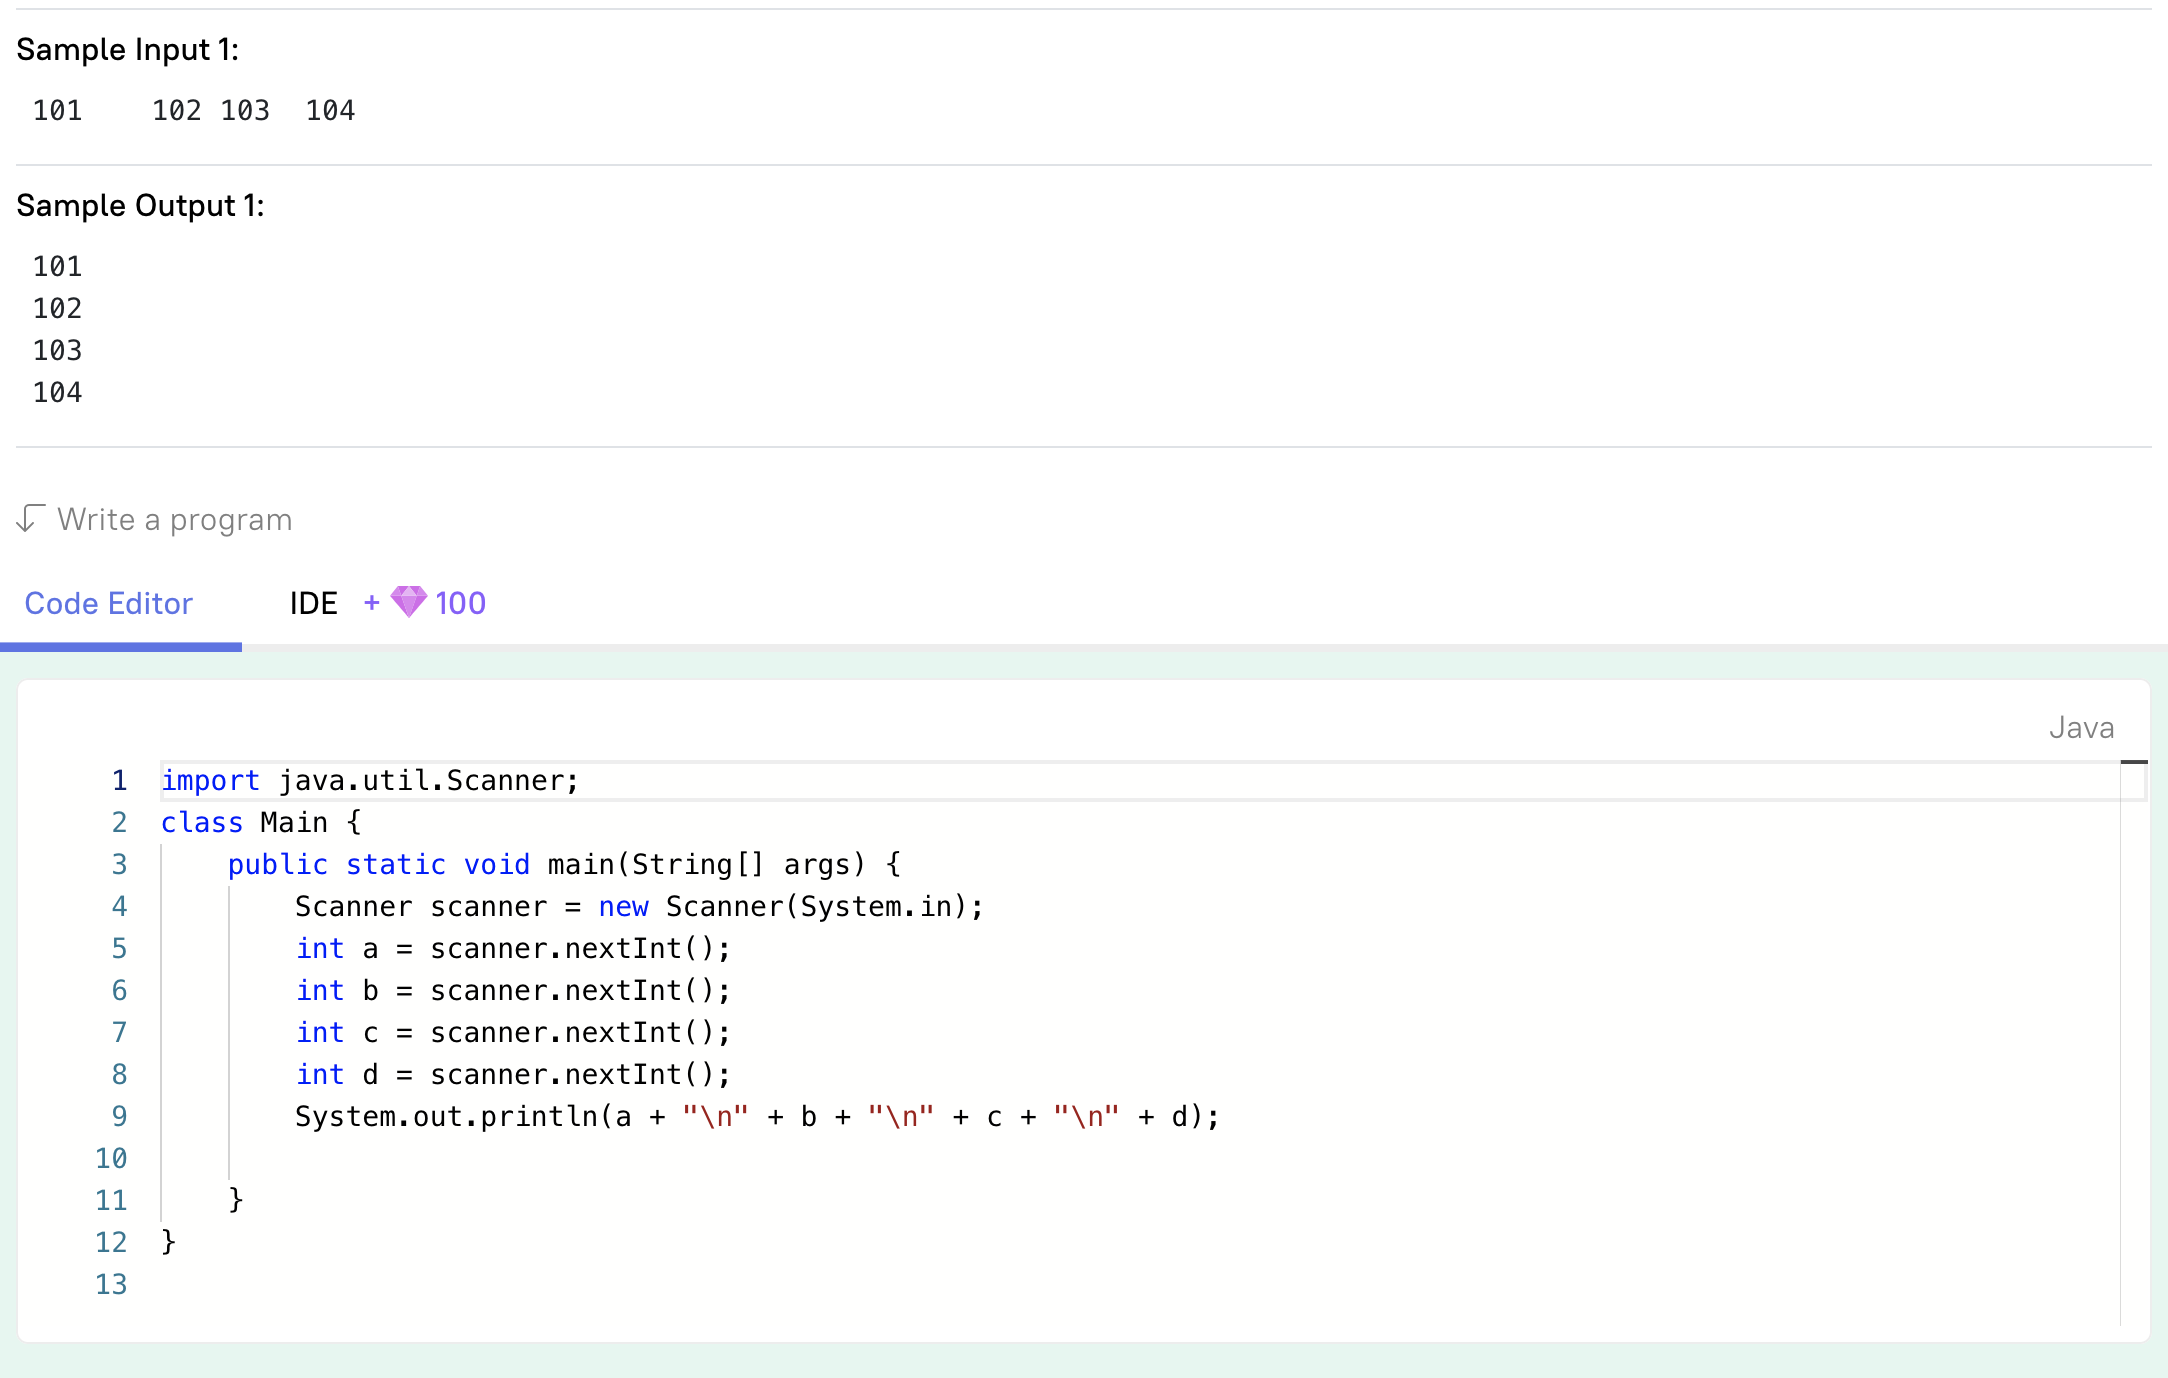 Sample Input 1:
101    102 103  104
Sample Output 1:
101
102
103
104
Write a program
Code Editor
IDE + 100
Java
1 import java.util.Scanner;
2 class Main {
3     public static void main(String[] args) {
4         Scanner scanner = new Scanner(System.in);
5         int a = scanner.nextInt();
6         int b = scanner.nextInt();
7         int c = scanner.nextInt();
8         int d = scanner.nextInt();
9         System.out.println(a + "\n" + b + "\n" + c + "\n" + d);
10
11     }
12 }
13